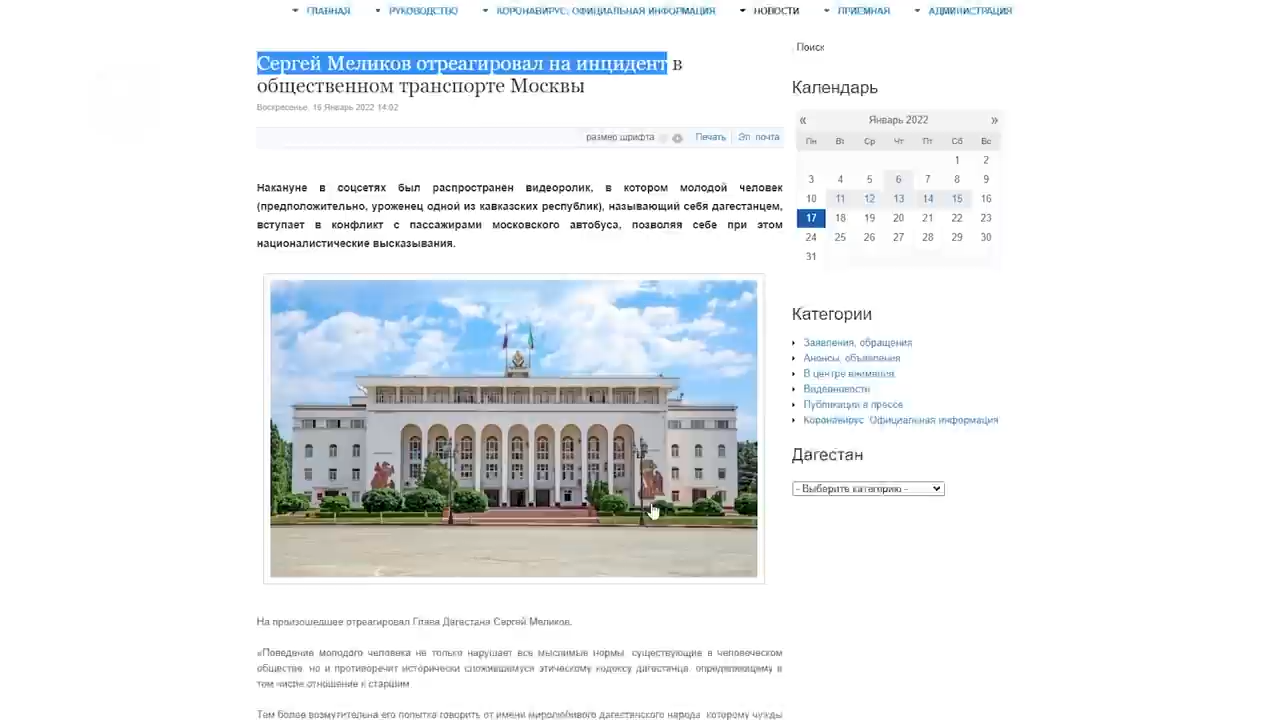 ГЛАВНАЯ РУКОВОДСТВО КОРОНАВИРУС. ОФИЦИАЛЬНАЯ ИНФОРМАЦИЯ НОВОСТИ ПРИЕМНАЯ АДМИНИСТРАЦИЯ
Сергей Меликов отреагировал на инцидент в
общественном транспорте Москвы
Воскресенье, 16 Январь 2022 14:02
размер шрифта Печать Эл. почта
Накануне в соцсетях был распространен видеоролик, в котором молодой человек
(предположительно, уроженец одной из кавказских республик), называющий себя дагестанцем,
вступает в конфликт с пассажирами московского автобуса, позволяя себе при этом
националистические высказывания.
На произошедшее отреагировал Глава Дагестана Сергей Меликов.
«Поведение молодого человека не только нарушает все мыслимые нормы, существующие в человеческом
обществе, но и противоречит исторически сложившемуся этическому кодексу дагестанца, определяющему в
том числе отношение к старшим.
Тем более возмутительна его попытка говорить от имени миролюбивого дагестанского народа, которому чужды
Поиск
Календарь
« Январь 2022 »
Пн Вт Ср Чт Пт Сб Вс
1 2
3 4 5 6 7 8 9
10 11 12 13 14 15 16
17 18 19 20 21 22 23
24 25 26 27 28 29 30
31
Категории
Заявления, обращения
Анонсы, объявления
В центре внимания
Видеоновости
Публикации в прессе
Коронавирус. Официальная информация
Дагестан
- Выберите категорию -